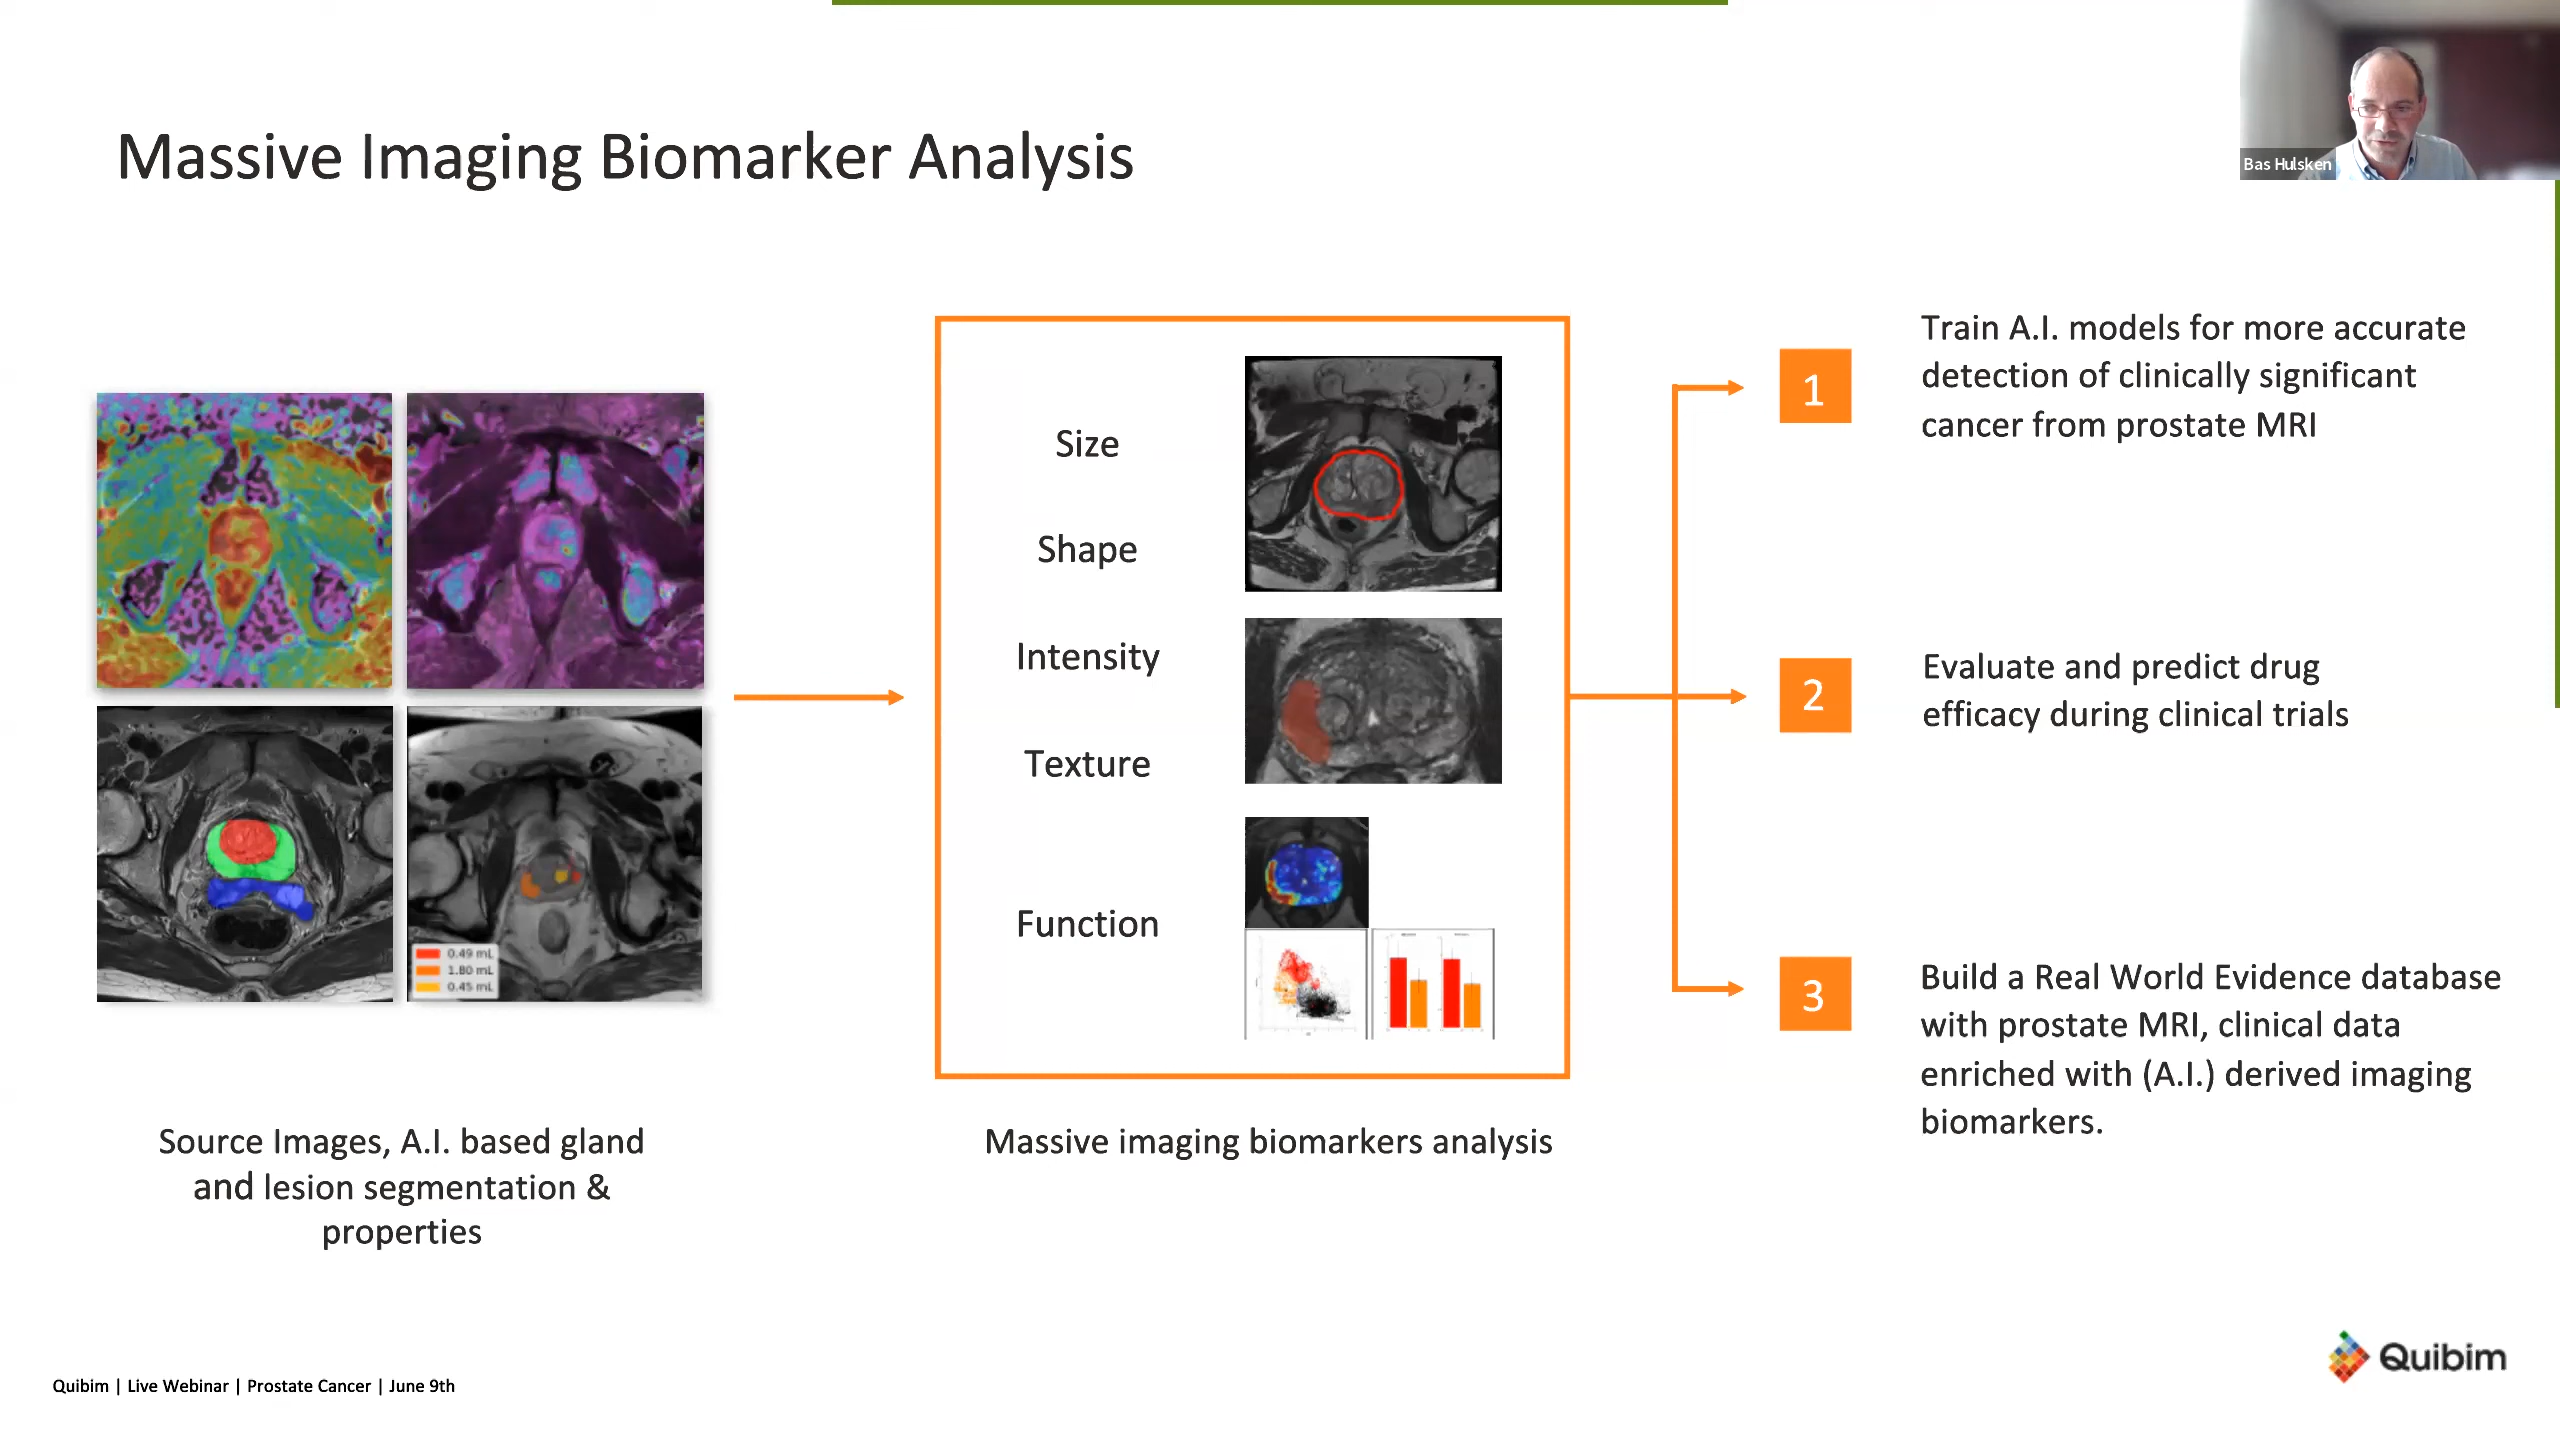 Massive Imaging Biomarker Analysis
Bas Hulsken
0.49 mL
1.80 mL
0.45 mL
Source Images, A.I. based gland
and lesion segmentation &
properties
Size
Shape
Intensity
Texture
Function
Massive imaging biomarkers analysis
1
Train A.I. models for more accurate
detection of clinically significant
cancer from prostate MRI
2
Evaluate and predict drug
efficacy during clinical trials
3
Build a Real World Evidence database
with prostate MRI, clinical data
enriched with (A.I.) derived imaging
biomarkers.
Quibim | Live Webinar | Prostate Cancer | June 9th
Quibim